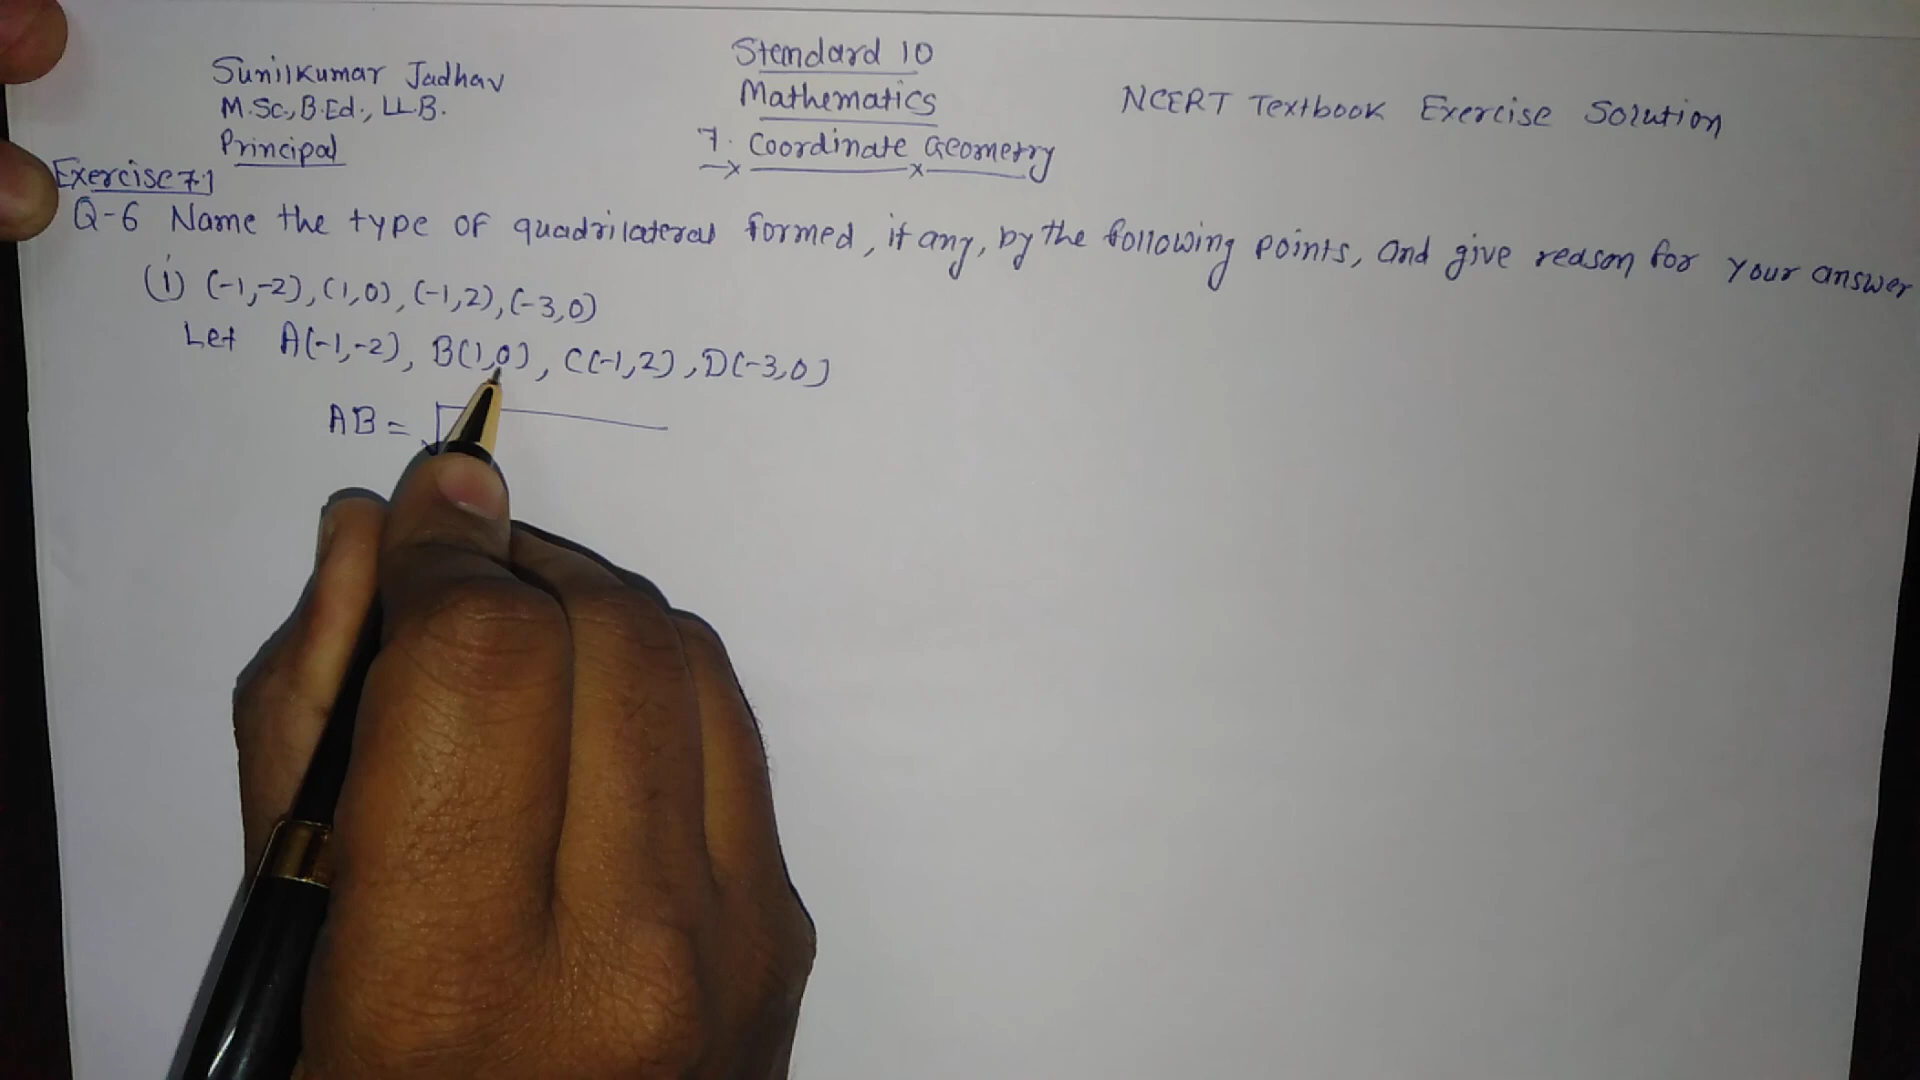 Sunilkumar Jadhav
M.Sc., B.Ed., LL.B.
Principal
Standard 10
Mathematics
7. Coordinate Geometry
NCERT Textbook Exercise Solution
Exercise 7.1
Q-6 Name the type of quadrilateral formed, if any, by the following points, and give reason for your answer
(i) (-1,-2), (1,0), (-1,2), (-3,0)
Let A(-1,-2), B(1,0), C(-1,2), D(-3,0)
AB = √